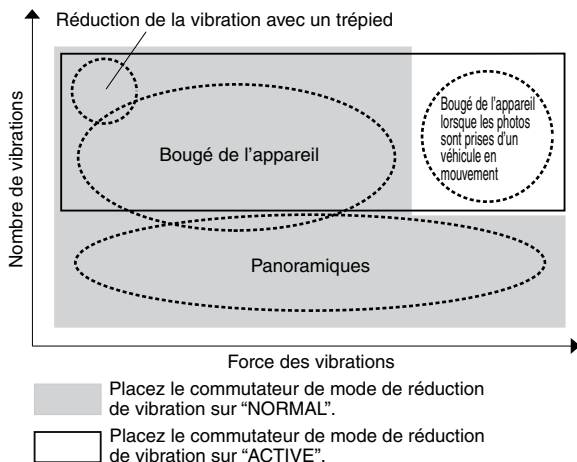 Réduction de la vibration avec un trépied
Nombre de vibrations
Bougé de l'appareil
Bougé de l'appareil
lorsque les photos
sont prises d'un
véhicule en
mouvement
Panoramiques
Force des vibrations
Placez le commutateur de mode de réduction
de vibration sur “NORMAL”.
Placez le commutateur de mode de réduction
de vibration sur “ACTIVE”.